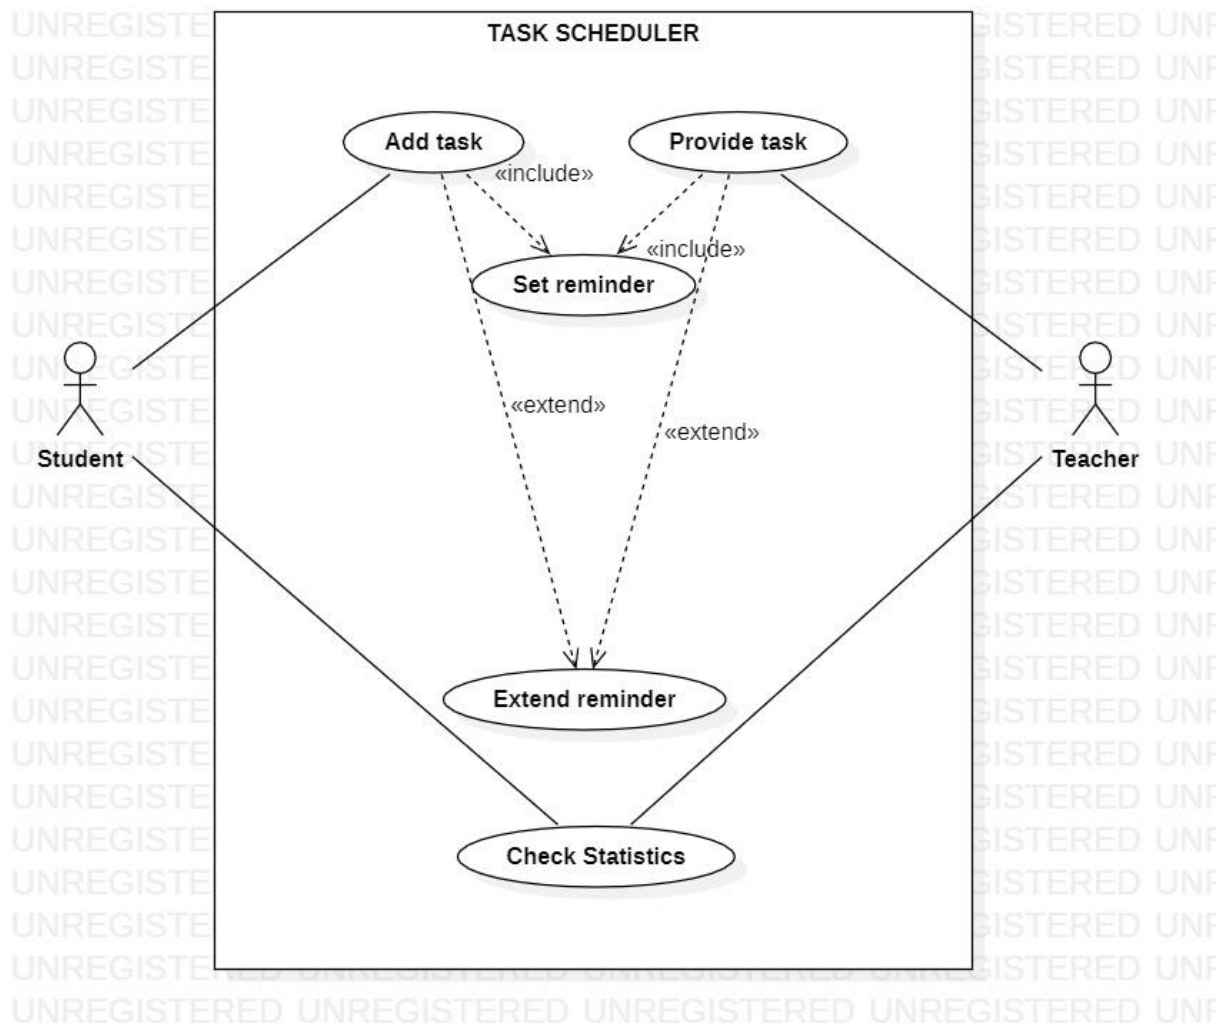 TASK SCHEDULER
Add task
Provide task
«include»
«include»
Set reminder
«extend»
«extend»
Student
Teacher
Extend reminder
Check Statistics
UNREGISTERED UNREGISTERED UNREGISTERED UNREGISTERED